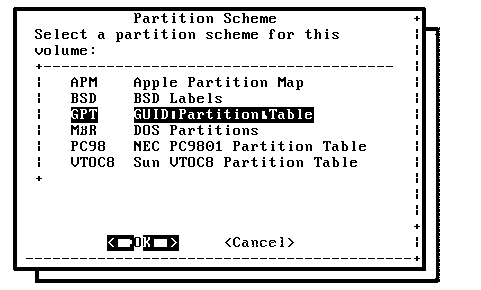 Partition Scheme
Select a partition scheme for this
volume:
APM Apple Partition Map
BSD BSD Labels
GPT GUID Partition Table
MBR DOS Partitions
PC98 NEC PC9801 Partition Table
VTOC8 Sun VTOC8 Partition Table
< OK > <Cancel>